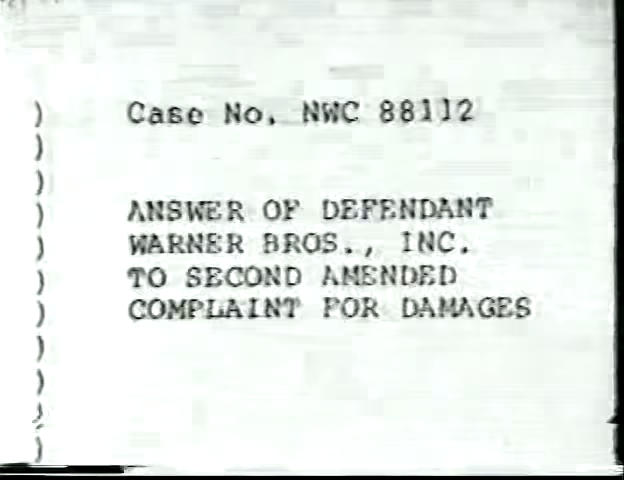 ) Case No. NWC 88112
)
)
) ANSWER OF DEFENDANT
) WARNER BROS., INC.
) TO SECOND AMENDED
) COMPLAINT FOR DAMAGES
)
)
)
)